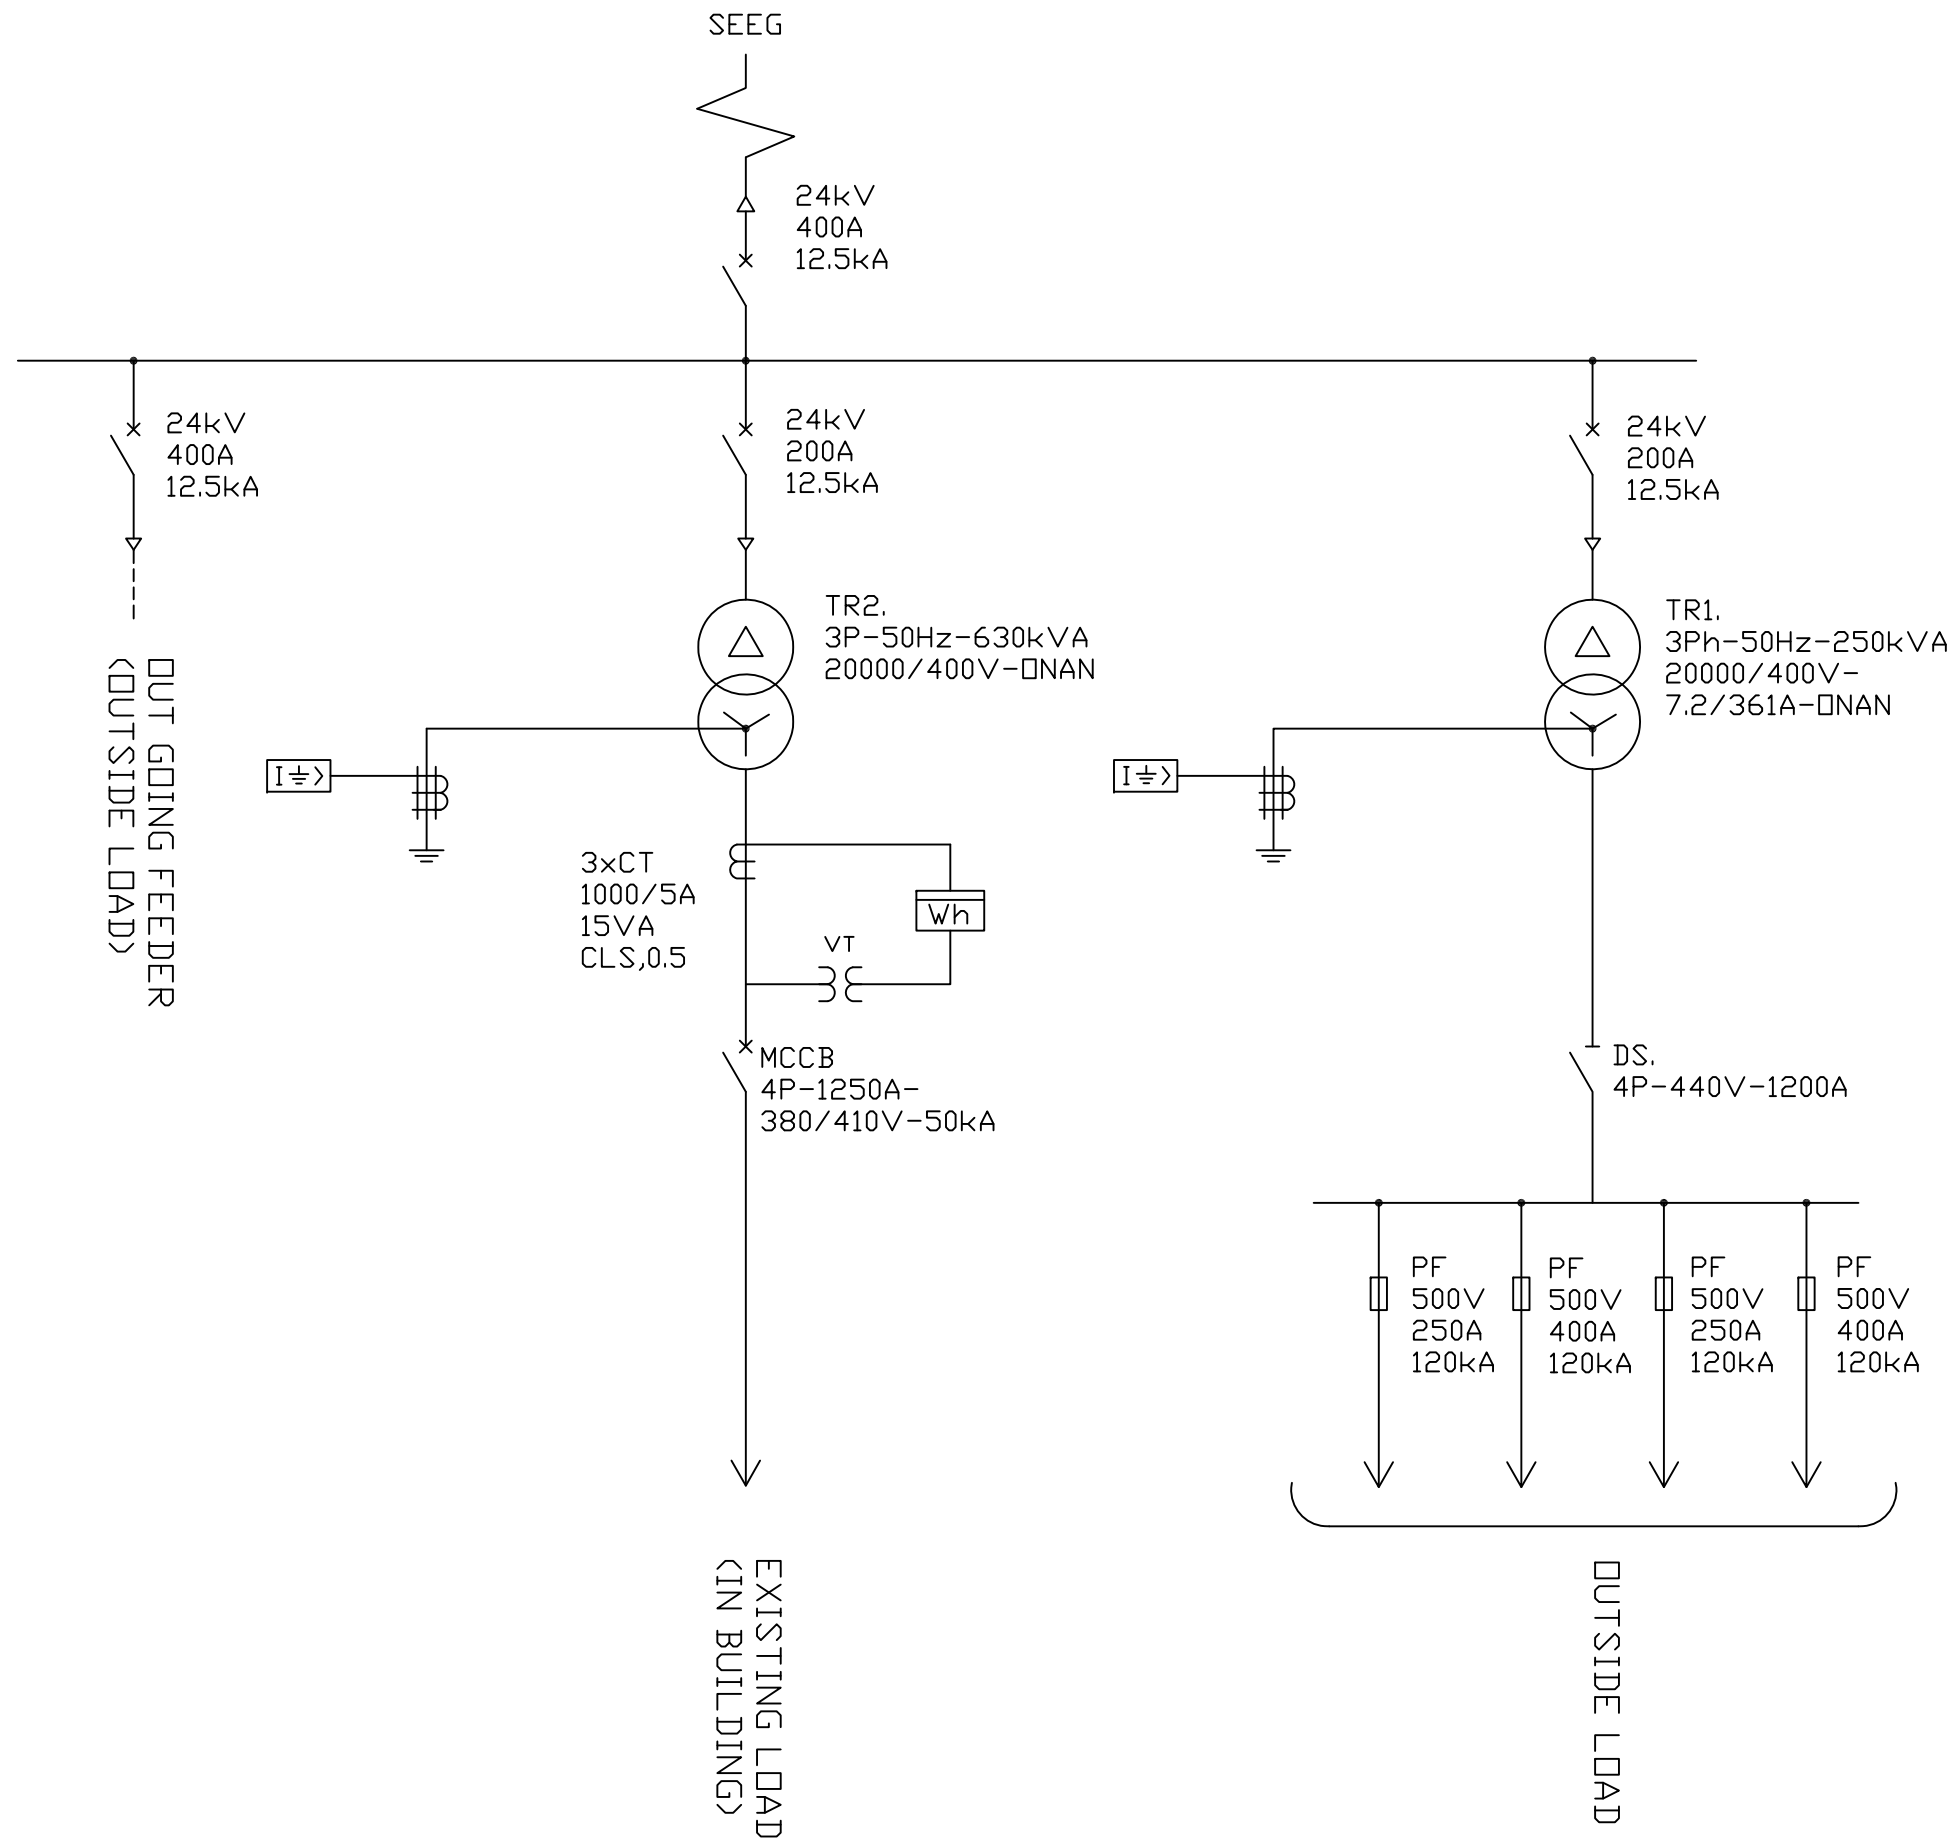 SEEG
24kV
400A
12.5kA
24kV
400A
12.5kA
24kV
200A
12.5kA
24kV
200A
12.5kA
TR2.
3P-50Hz-630kVA
20000/400V-ONAN
TR1.
3Ph-50Hz-250kVA
20000/400V-
7.2/361A-ONAN
OUT GOING FEEDER
(OUTSIDE LOAD)
I⏚>
I⏚>
3xCT
1000/5A
15VA
CLS,0.5
Wh
VT
MCCB
4P-1250A-
380/410V-50kA
DS.
4P-440V-1200A
PF
500V
250A
120kA
PF
500V
400A
120kA
PF
500V
250A
120kA
PF
500V
400A
120kA
EXISTING LOAD
(IN BUILDING)
OUTSIDE LOAD